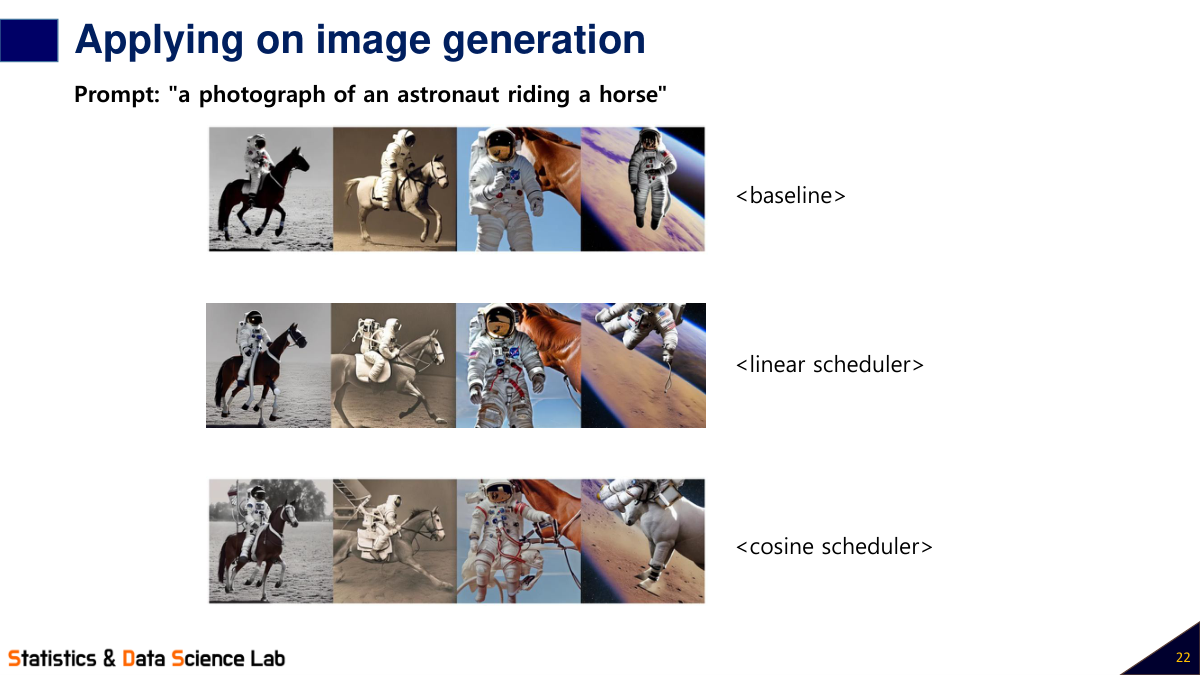 Applying on image generation
Prompt: "a photograph of an astronaut riding a horse"
<baseline>
<linear scheduler>
<cosine scheduler>
Statistics & Data Science Lab
22